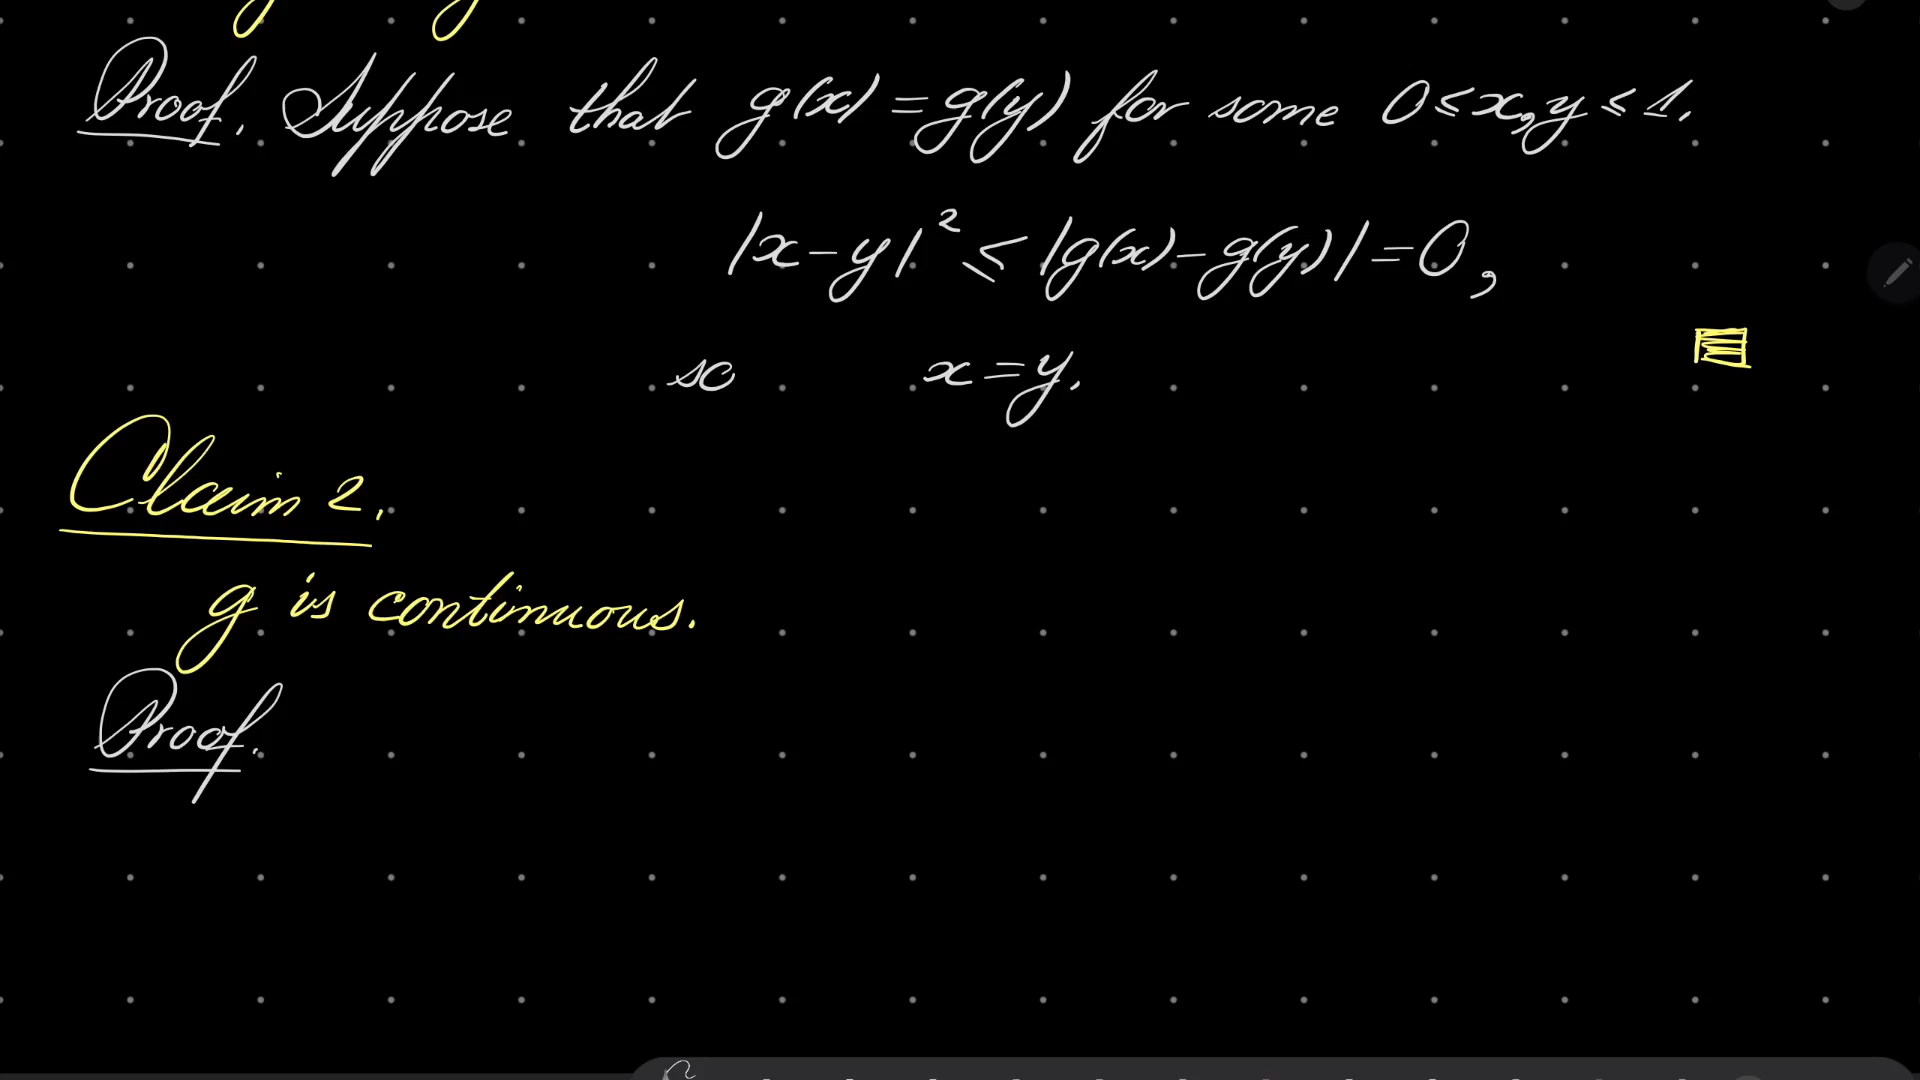 Proof. Suppose that g(x) = g(y) for some 0 ≤ x, y ≤ 1.
|x - y|² ≤ |g(x) - g(y)| = 0,
so x = y.
Claim 2.
g is continuous.
Proof.